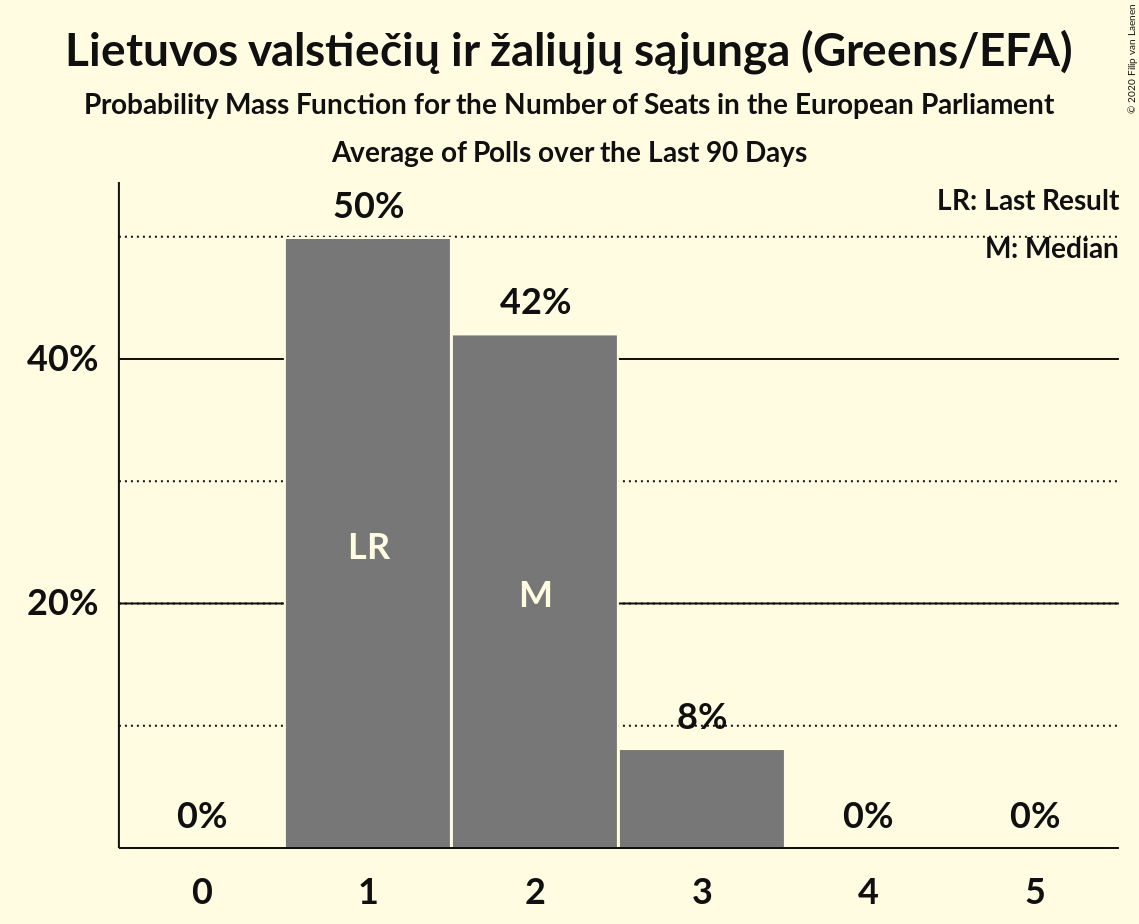 Lietuvos valstiečių ir žaliųjų sąjunga (Greens/EFA)
Probability Mass Function for the Number of Seats in the European Parliament
Average of Polls over the Last 90 Days
© 2020 Filip van Laenen
LR: Last Result
M: Median
50%
42%
40%
LR
M
20%
8%
0%
0%
0%
0 1 2 3 4 5